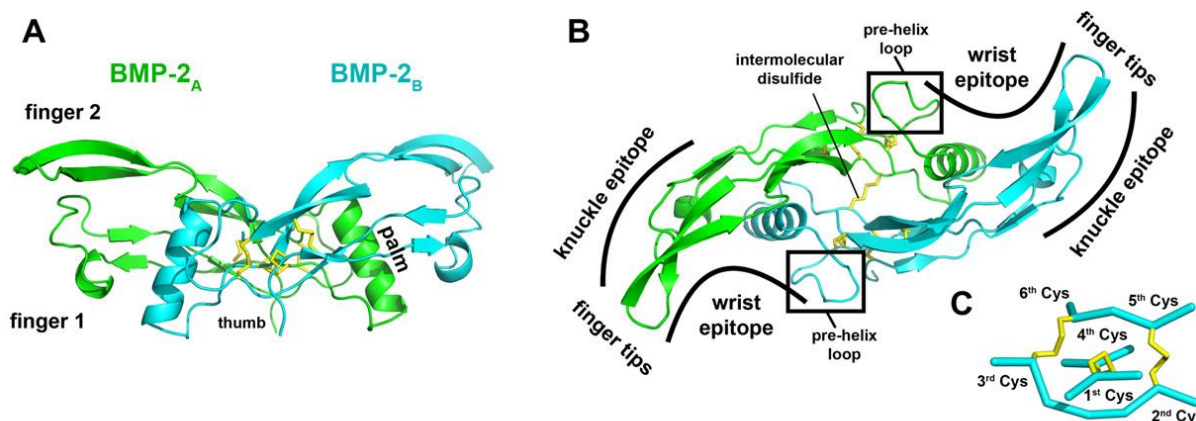 A
BMP-2A
BMP-2B
finger 2
palm
finger 1
thumb
B
pre-helix
loop
wrist
epitope
finger tips
intermolecular
disulfide
knuckle epitope
knuckle epitope
finger tips
wrist
epitope
pre-helix
loop
C
6th Cys
5th Cys
4th Cys
3rd Cys
1st Cys
2nd Cy